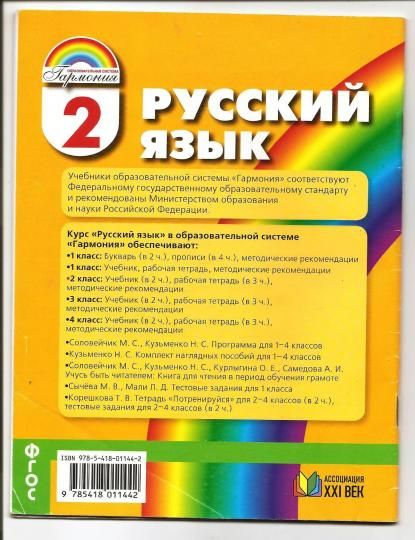 ОБРАЗОВАТЕЛЬНАЯ СИСТЕМА
Гармония
2
РУССКИЙ
ЯЗЫК
Учебники образовательной системы «Гармония» соответствуют
Федеральному государственному образовательному стандарту
и рекомендованы Министерством образования
и науки Российской Федерации.
Курс «Русский язык» в образовательной системе
«Гармония» обеспечивают:
•1 класс: Букварь (в 2 ч.), прописи (в 4 ч.), методические рекомендации
•1 класс: Учебник, рабочая тетрадь, методические рекомендации
•2 класс: Учебник (в 2 ч.), рабочая тетрадь (в 3 ч.),
методические рекомендации
•3 класс: Учебник (в 2 ч.), рабочая тетрадь (в 3 ч.),
методические рекомендации
•4 класс: Учебник (в 2 ч.), рабочая тетрадь (в 3 ч.),
методические рекомендации
•Соловейчик М. С., Кузьменко Н. С. Программа для 1–4 классов
•Кузьменко Н. С. Комплект наглядных пособий для 1–4 классов
•Соловейчик М. С., Кузьменко Н. С., Курлыгина О. Е., Самедова А. И.
Учусь быть читателем: Книга для чтения в период обучения грамоте
•Сычёва М. В., Мали Л. Д. Тестовые задания для 1 класса
•Корешкова Т. В. Тетрадь «Потренируйся» для 2–4 классов (в 2 ч.),
тестовые задания для 2–4 классов (в 2 ч.)
ФГОС
ISBN 978-5-418-01144-2
9 785418 011442
АССОЦИАЦИЯ
XXI ВЕК